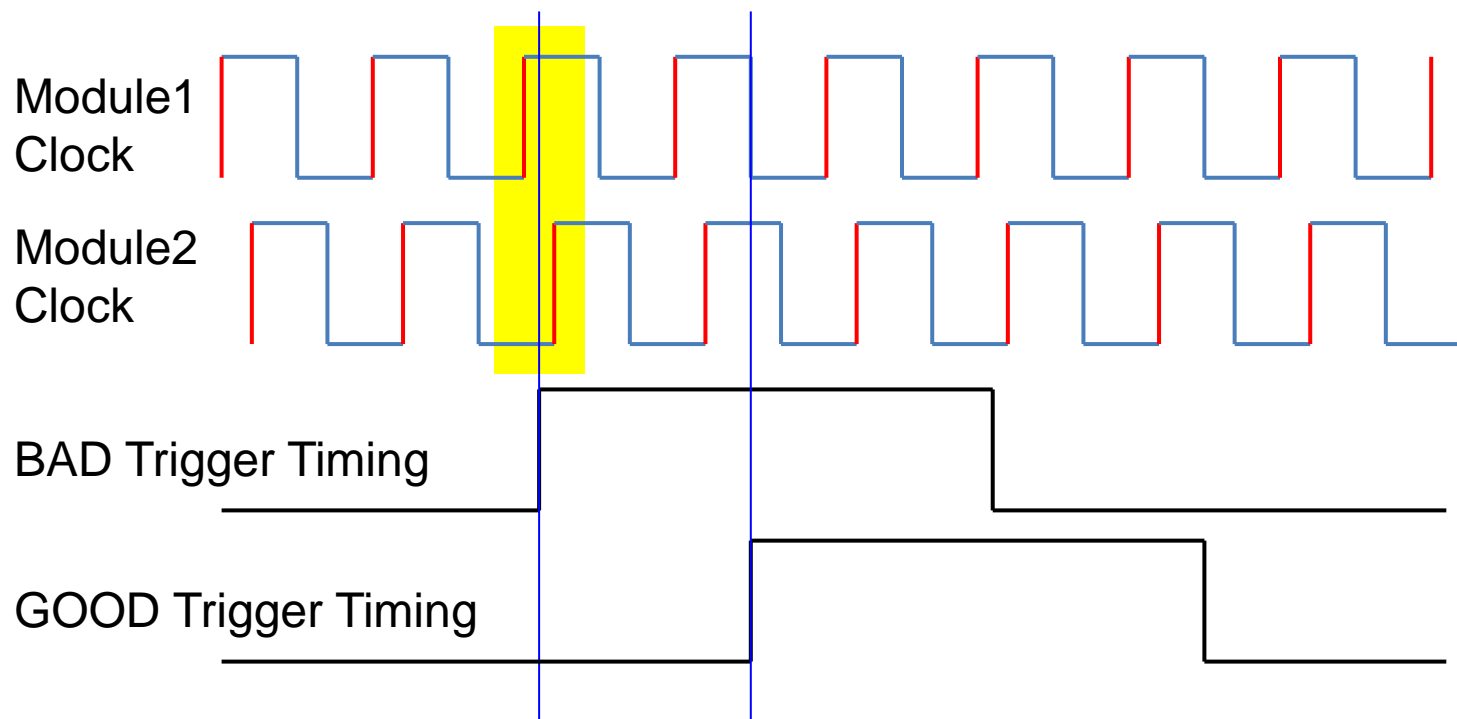 Module1
Clock
Module2
Clock
BAD Trigger Timing
GOOD Trigger Timing